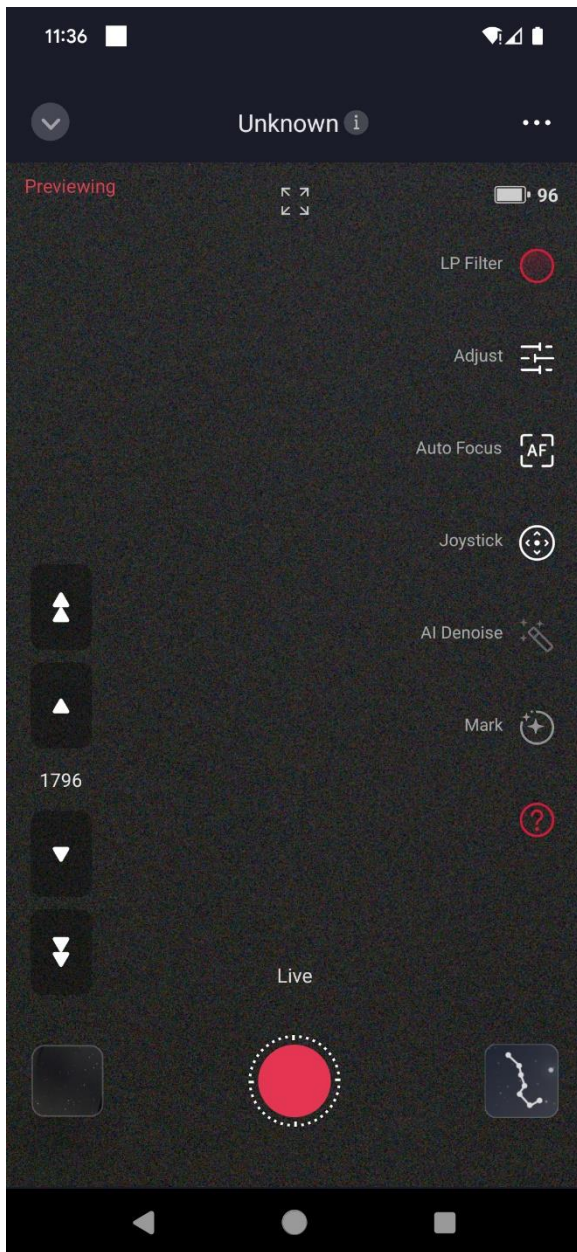 11:36
Unknown
Previewing
96
LP Filter
Adjust
Auto Focus
AF
Joystick
AI Denoise
Mark
1796
?
Live